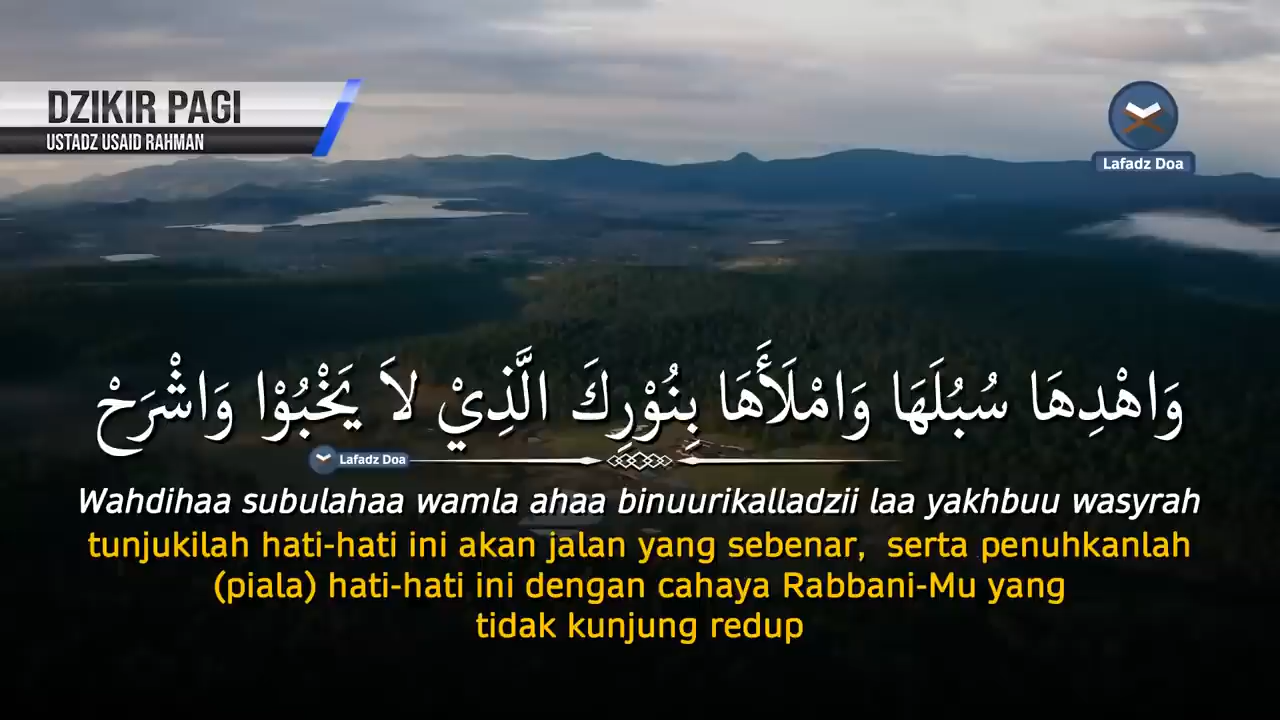 DZIKIR PAGI
USTADZ USAID RAHMAN
Lafadz Doa
وَاهْدِهَا سُبُلَهَا وَامْلَأَهَا بِنُوْرِكَ الَّذِيْ لاَ يَخْبُوْا وَاشْرَحْ
Lafadz Doa
Wahdihaa subulahaa wamla ahaa binuurikalladzii laa yakhbuu wasyrah
tunjukilah hati-hati ini akan jalan yang sebenar, serta penuhkanlah
(piala) hati-hati ini dengan cahaya Rabbani-Mu yang
tidak kunjung redup